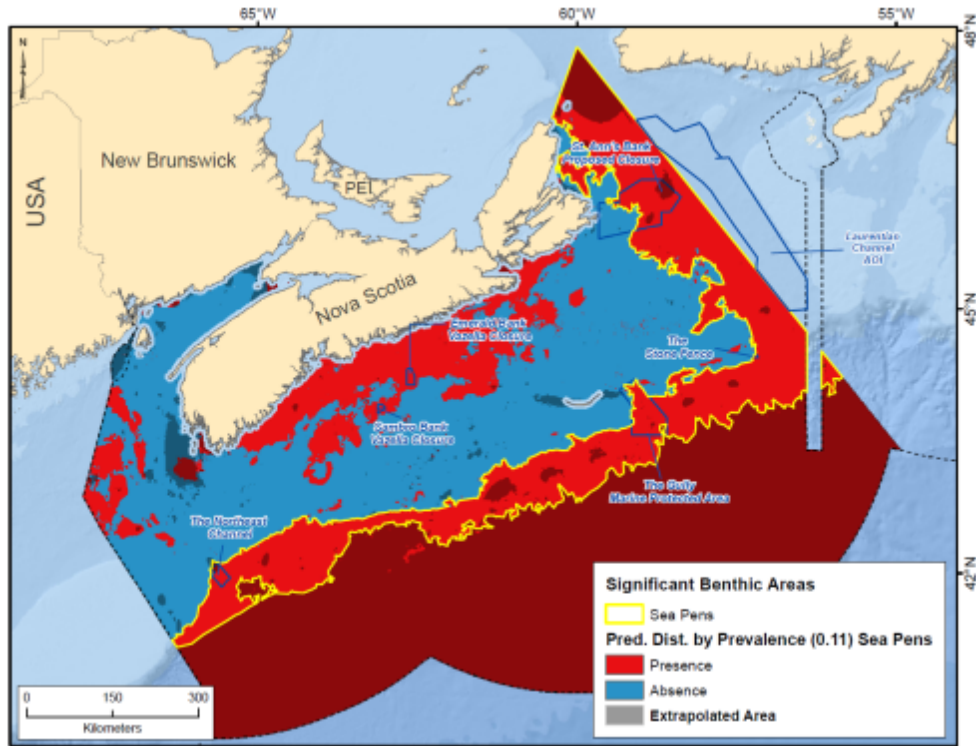 65°W
60°W
55°W
48°N
N
New Brunswick
USA
PEI
St. Ann's Bank
Proposed Closure
Laurentian
Channel
AOI
Nova Scotia
45°N
Emerald Bank
Vazella Closure
The
Stone Fence
Sambro Bank
Vazella Closure
The Gully
Marine Protected Area
The Northeast
Channel
42°N
Significant Benthic Areas
Sea Pens
Pred. Dist. by Prevalence (0.11) Sea Pens
Presence
Absence
Extrapolated Area
0 150 300
Kilometers